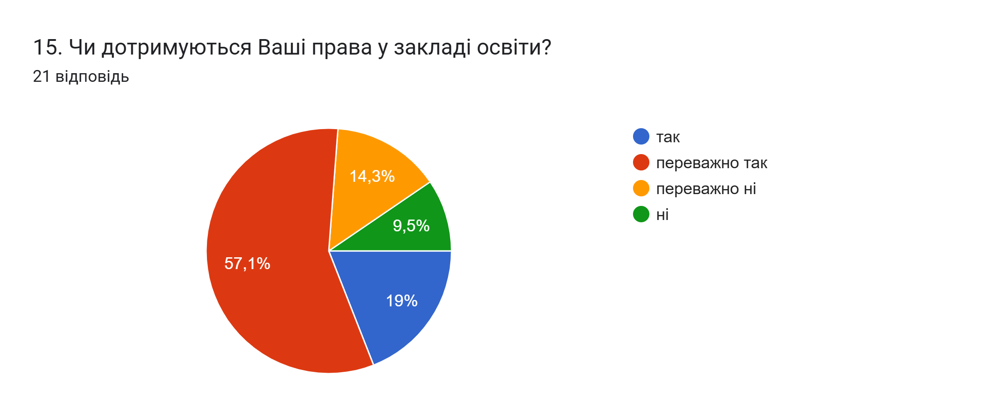 15. Чи дотримуються Ваші права у закладі освіти?
21 відповідь
так
переважно так
переважно ні
ні
14,3%
9,5%
57,1%
19%